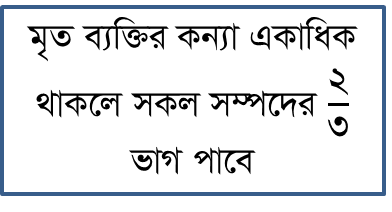 মৃত ব্যক্তির কন্যা একাধিক
থাকলে সকল সম্পদের ২/৩
ভাগ পাবে